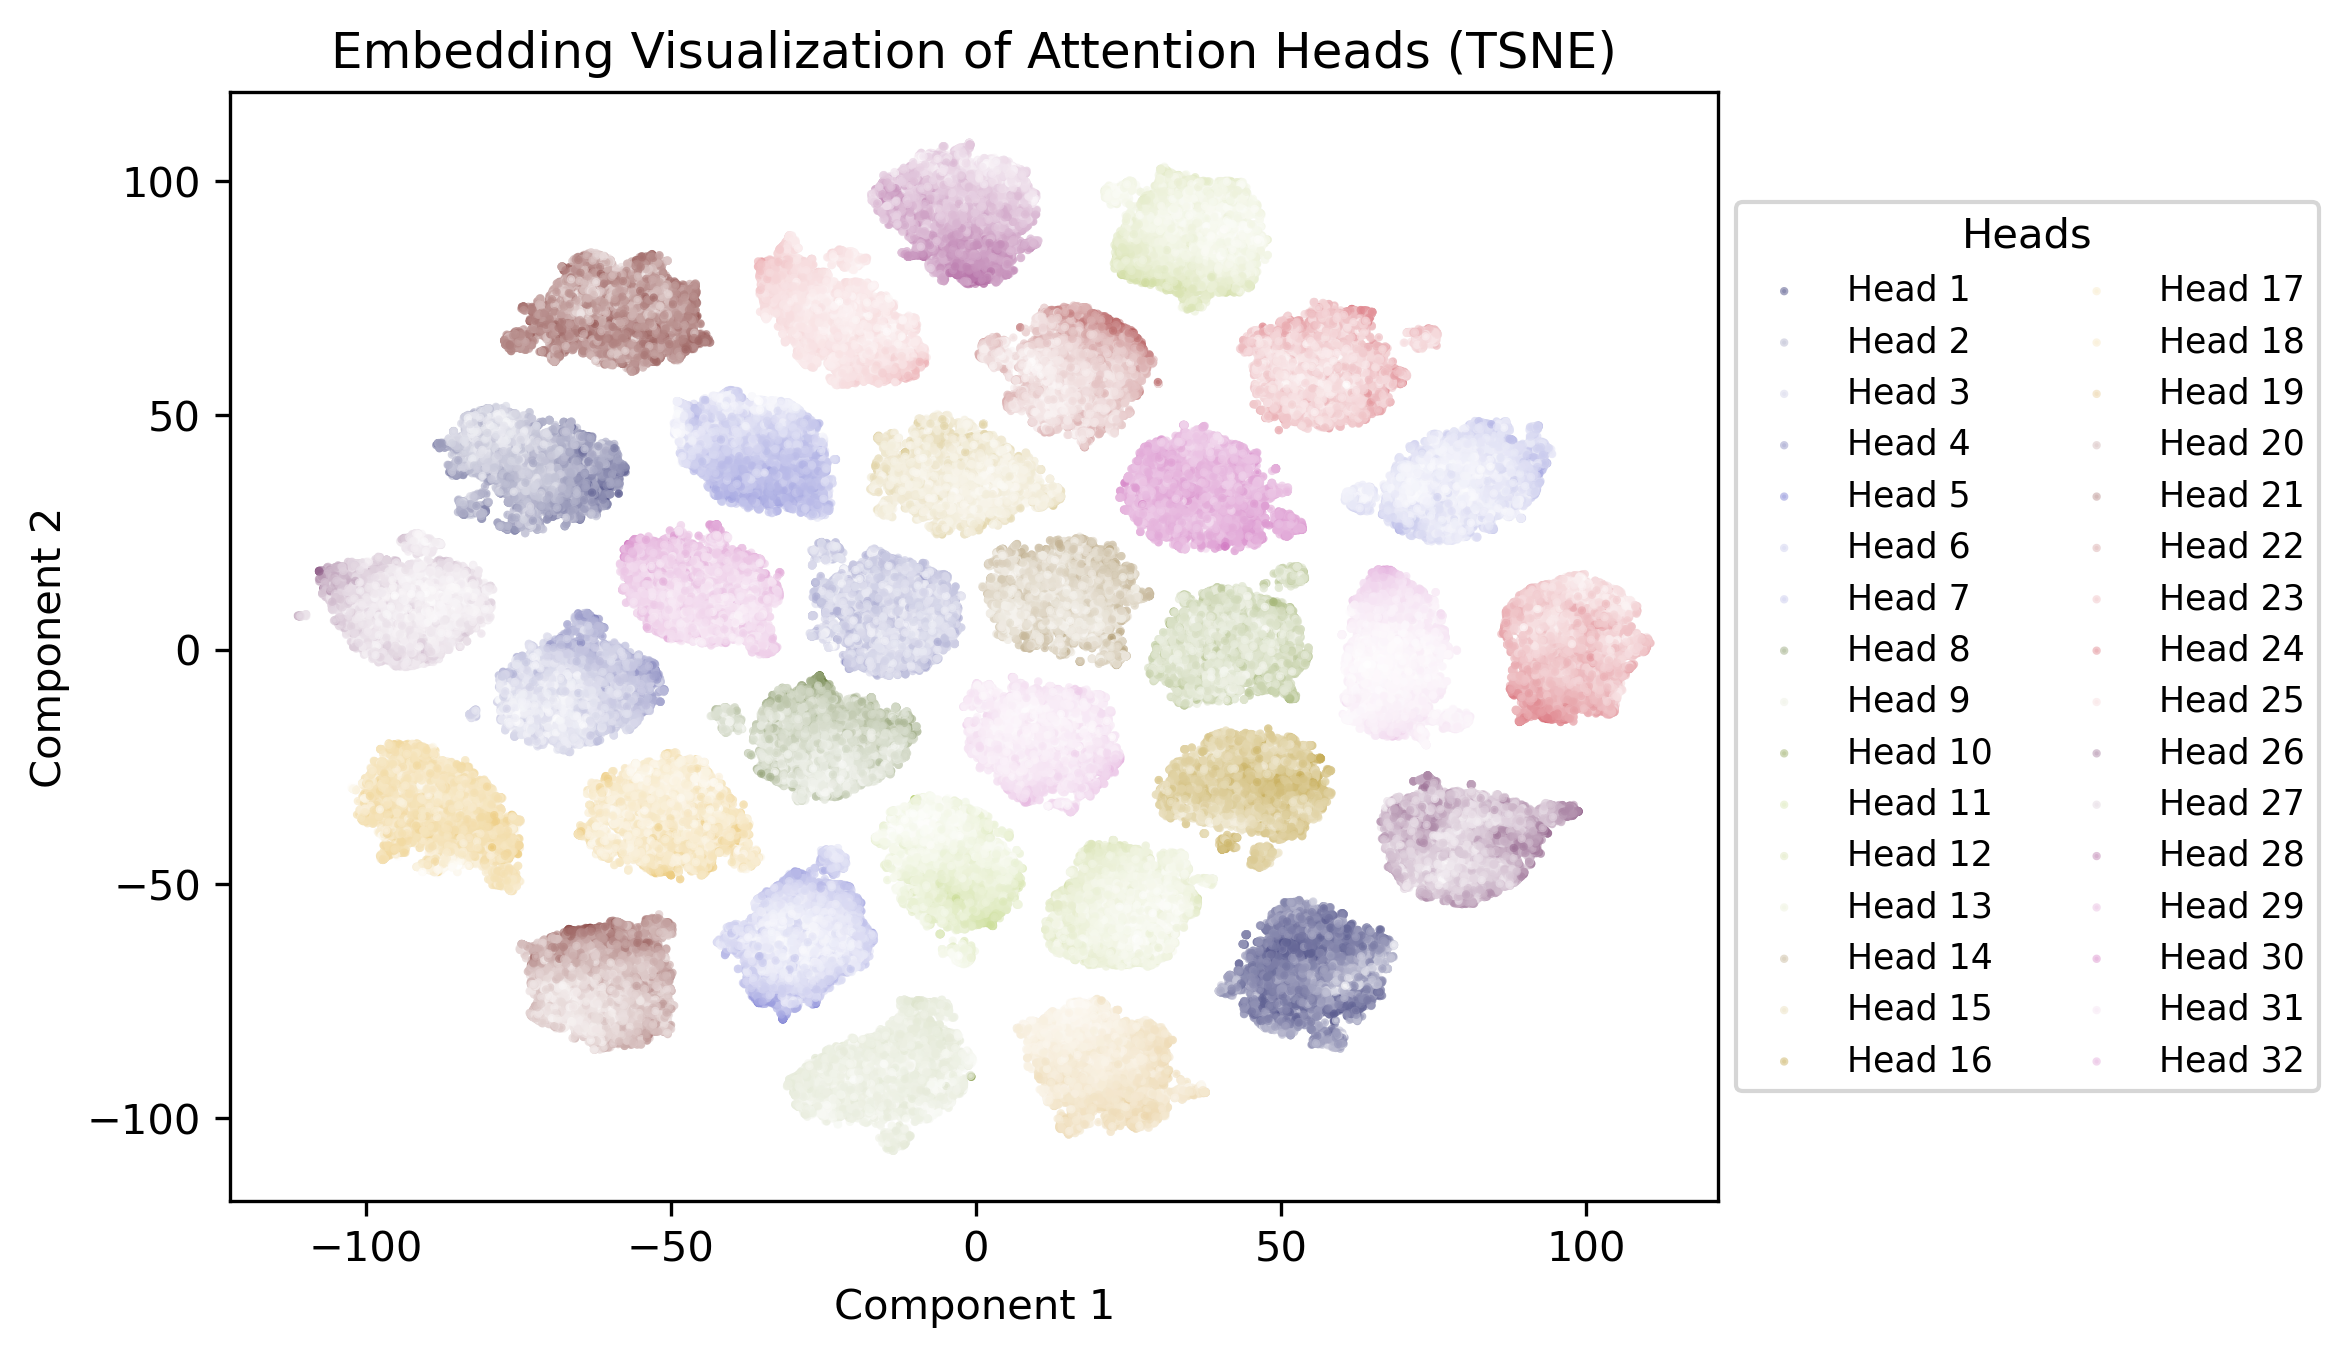 Embedding Visualization of Attention Heads (TSNE)
Component 2
100
50
0
−50
−100
−100
−50
0
50
100
Component 1
Heads
Head 1
Head 2
Head 3
Head 4
Head 5
Head 6
Head 7
Head 8
Head 9
Head 10
Head 11
Head 12
Head 13
Head 14
Head 15
Head 16
Head 17
Head 18
Head 19
Head 20
Head 21
Head 22
Head 23
Head 24
Head 25
Head 26
Head 27
Head 28
Head 29
Head 30
Head 31
Head 32